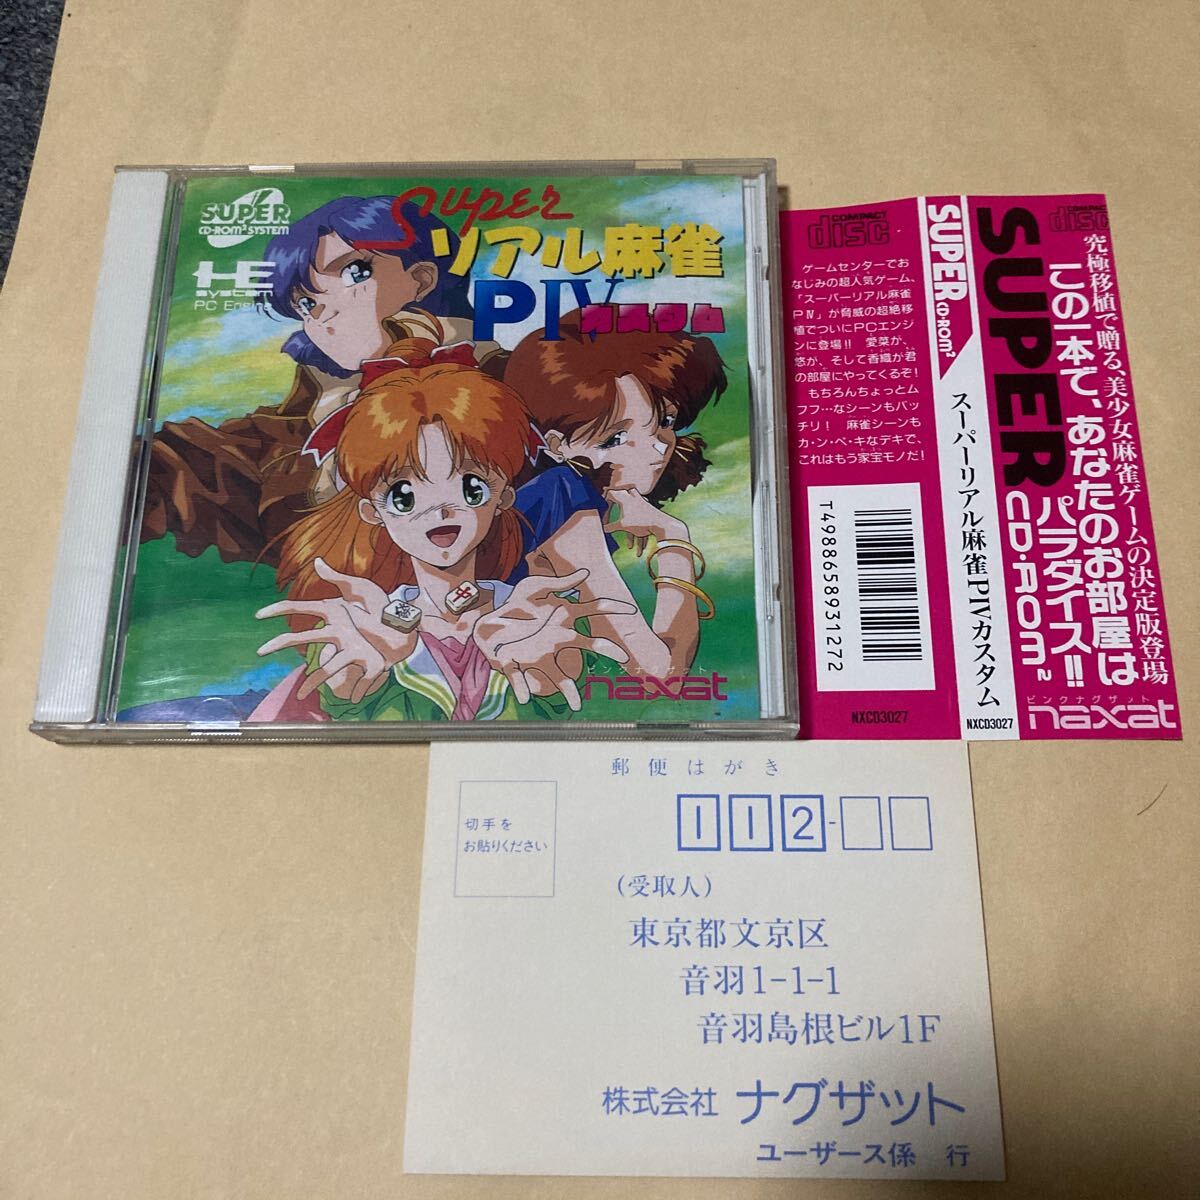 SUPER
CD-ROM² SYSTEM
HE
SYSTEM
PC Engine
SUPER
リアル麻雀
PIV カスタム
中
ピンクナグザット
naxat
COMPACT
disc
ゲームセンターでお
なじみの超人気ゲーム、
「スーパーリアル麻雀
PⅣ」が脅威の超絶移
植でついにPCエンジ
ンに登場!! 愛菜が、
悠が、そして香織が君
の部屋にやってくるぞ!
もちろんちょっとム
フフ…なシーンもバッ
チリ! 麻雀シーンも
カ・ン・ペ・キなデキで、
これはもう家宝モノだ!
T4988658931272
NXCD3027
SUPER CD-ROM²
スーパーリアル麻雀PⅣカスタム
NXCD3027
COMPACT
disc
SUPER CD-ROM²
究極移植で贈る、美少女麻雀ゲームの決定版登場
この一本で、あなたのお部屋は
パラダイス!!
ピンクナグザット
naxat
郵便はがき
切手を
お貼りください
112-
(受取人)
東京都文京区
音羽1-1-1
音羽島根ビル1F
株式会社 ナグザット
ユーザース係 行